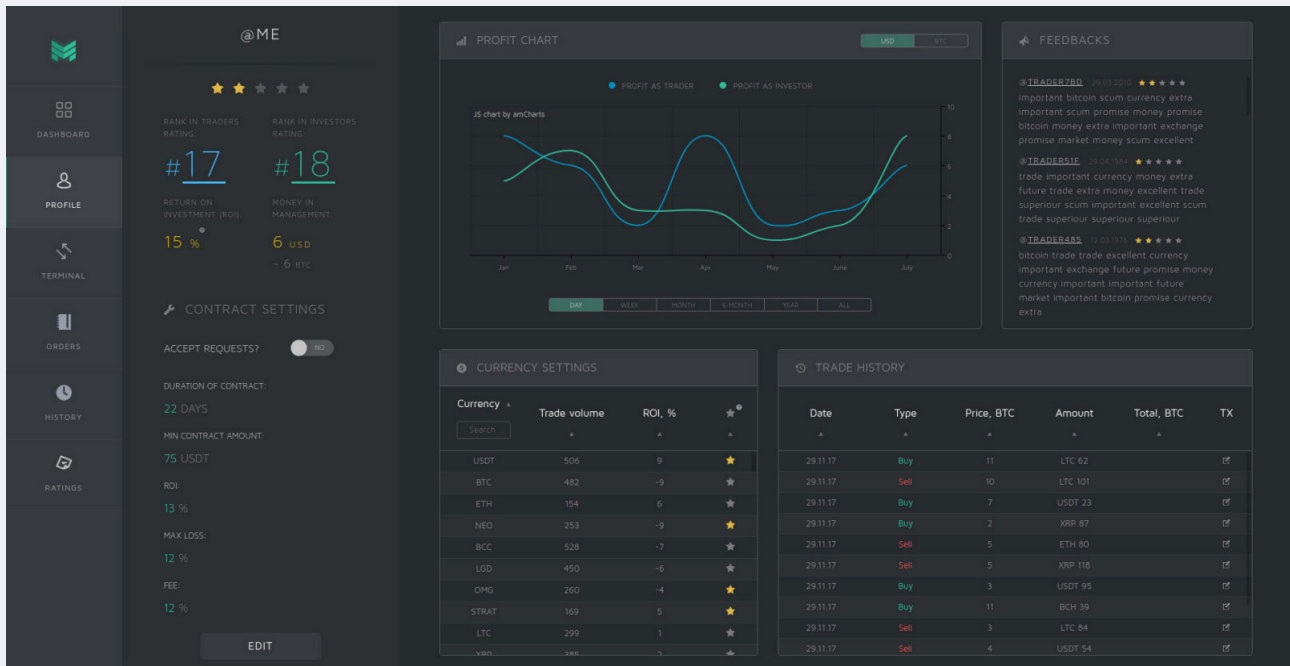 DASHBOARD
PROFILE
TERMINAL
ORDERS
HISTORY
RATINGS
@ME
RANK IN TRADERS RATING
RANK IN INVESTORS RATING
#17
#18
RETURN ON INVESTMENT (ROI)
MONEY IN MANAGEMENT
15 %
6 USD
~ 6 BTC
CONTRACT SETTINGS
ACCEPT REQUESTS?
NO
DURATION OF CONTRACT:
22 DAYS
MIN CONTRACT AMOUNT:
75 USDT
ROI:
13 %
MAX LOSS:
12 %
FEE:
12 %
EDIT
PROFIT CHART
USD
BTC
PROFIT AS TRADER
PROFIT AS INVESTOR
JS chart by amCharts
10
8
6
4
2
0
Jan Feb Mar Apr May June July
DAY WEEK MONTH 6 MONTH YEAR ALL
FEEDBACKS
@TRADER7BD
important bitcoin scum currency extra
important scum promise money promise
bitcoin money extra important exchange
promise market money scum excellent
@TRADER51F 29.04.1984
trade important currency money extra
future trade extra money excellent trade
superiour scum important excellent scum
trade superiour superiour superiour
@TRADER485
bitcoin trade trade excellent currency
important exchange future promise money
currency important important future
market important bitcoin promise currency
extra
CURRENCY SETTINGS
Currency Trade volume ROI, %
Search
USDT 506 9
BTC 482 -9
ETH 154 6
NEO 253 -9
BCC 528 -7
LGD 450 -6
OMG 260 -4
STRAT 169 5
LTC 299 1
TRADE HISTORY
Date Type Price, BTC Amount Total, BTC TX
29.11.17 Buy 11 LTC 62
29.11.17 Sell 10 LTC 101
29.11.17 Buy 7 USDT 23
29.11.17 Buy 2 XRP 87
29.11.17 Sell 5 ETH 80
29.11.17 Sell 5 XRP 118
29.11.17 Buy 3 USDT 95
29.11.17 Buy 11 BCH 39
29.11.17 Sell 3 LTC 84
29.11.17 Sell 4 USDT 54